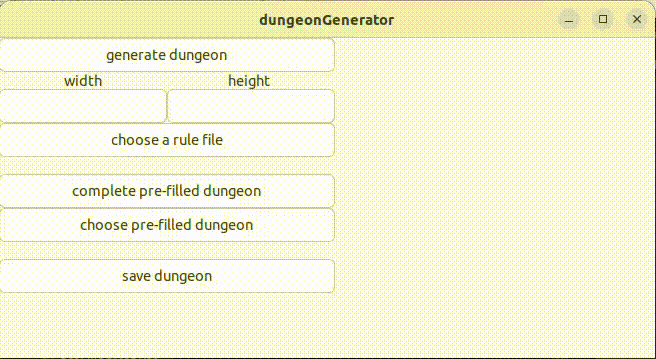 dungeonGenerator
generate dungeon
width height
choose a rule file
complete pre-filled dungeon
choose pre-filled dungeon
save dungeon